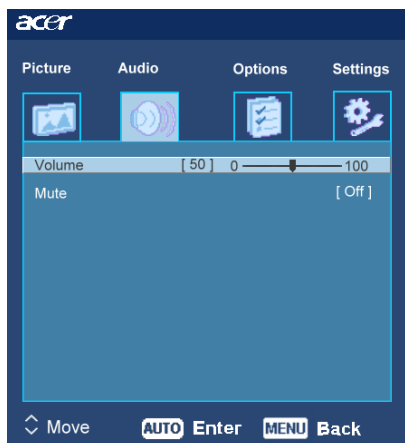 acer
Picture Audio Options Settings
Volume [ 50 ] 0 100
Mute [ Off ]
Move AUTO Enter MENU Back